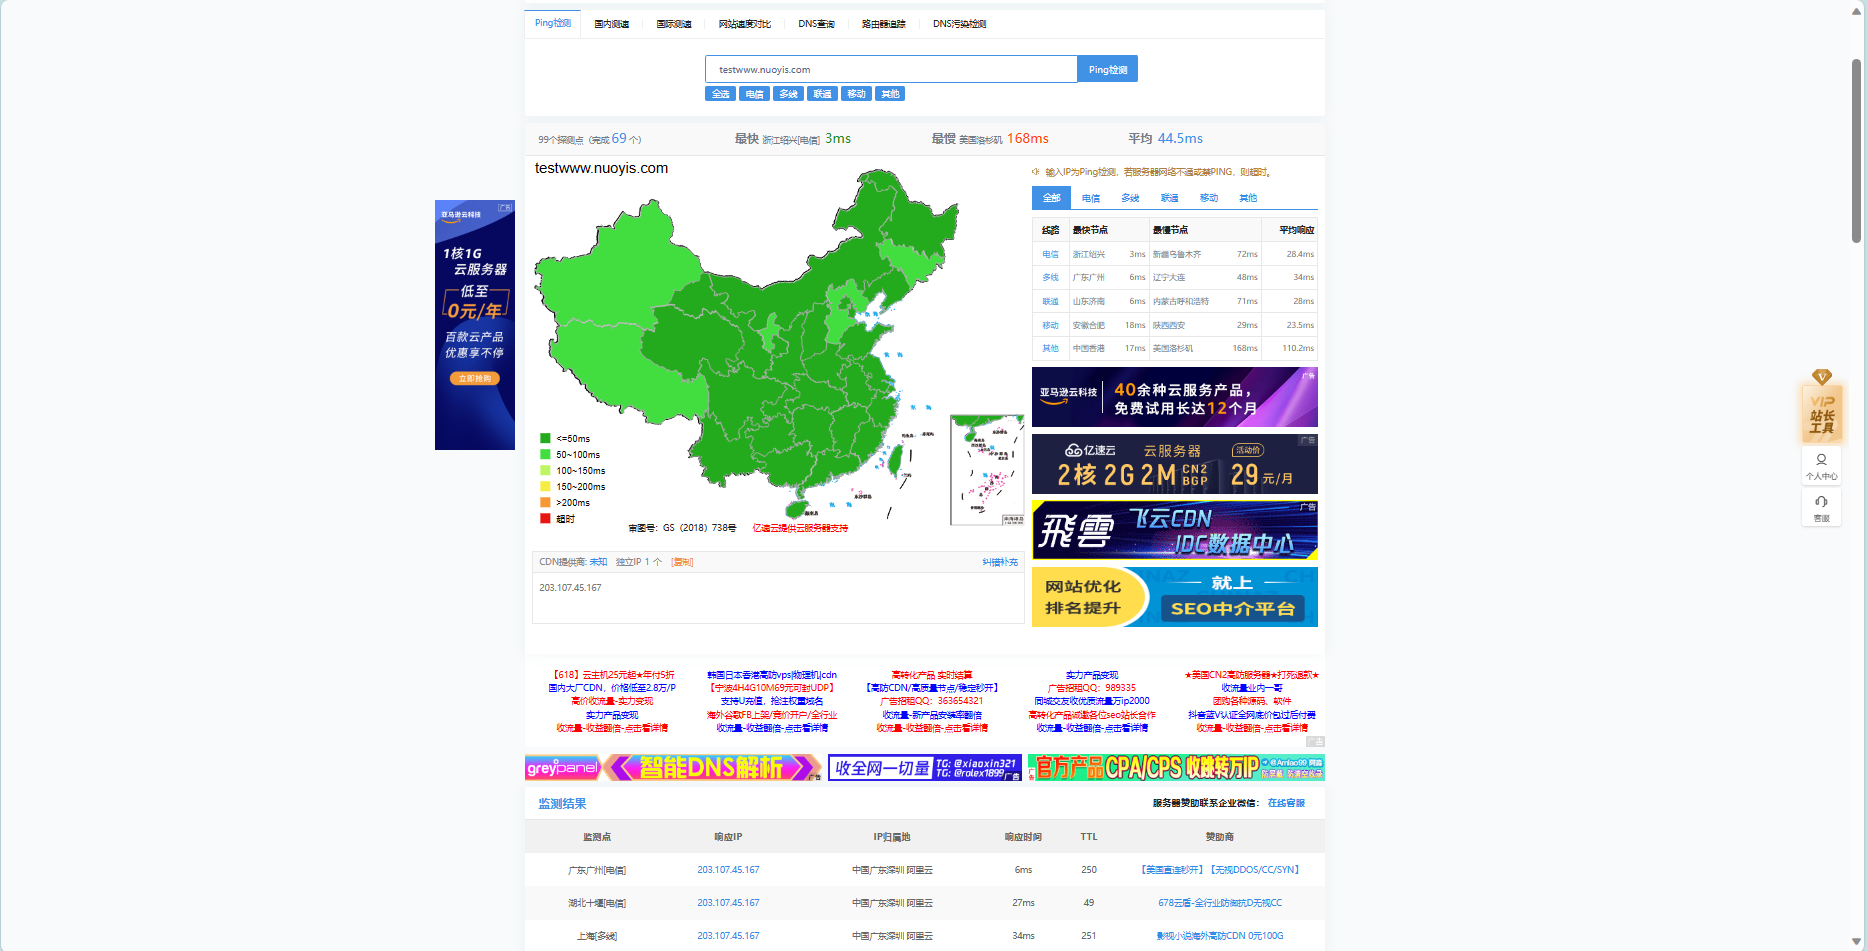 Ping检测
国内测速
国际测速
网站速度对比
DNS查询
路由器追踪
DNS污染检测
testwww.nuoyis.com
Ping检测
全选 电信 多线 联通 移动 其他
99个探测点（完成 69 个）
最快 浙江绍兴[电信] 3ms
最慢 美国洛杉矶 168ms
平均 44.5ms
testwww.nuoyis.com
<=50ms
50~100ms
100~150ms
150~200ms
>200ms
超时
审图号：GS（2018）738号
亿速云提供云服务器支持
CDN提供商: 未知 独立IP 1 个 [复制]
纠错补充
203.107.45.167
输入IP为Ping检测，若服务器网络不通或禁PING，则超时。
全部 电信 多线 联通 移动 其他
线路 最快节点 最慢节点 平均响应
电信 浙江绍兴 3ms 新疆乌鲁木齐 72ms 28.4ms
多线 广东广州 6ms 辽宁大连 48ms 34ms
联通 山东济南 6ms 内蒙古呼和浩特 71ms 28ms
移动 安徽合肥 18ms 陕西西安 29ms 23.5ms
其他 中国香港 17ms 美国洛杉矶 168ms 110.2ms
广告
亚马逊云科技
40余种云服务产品，
免费试用长达12个月
广告
亿速云
云服务器
活动价
2核 2G 2M CN2 BGP 29元/月
广告
飛雲
飞云CDN
IDC数据中心
网站优化
排名提升
就上
SEO中介平台
广告
亚马逊云科技
1核1G
云服务器
低至
0元/年
百款云产品
优惠享不停
立即抢购
VIP
站长
工具
个人中心
客服
【618】云主机25元起★年付5折
韩国日本香港高防vps|物理机|cdn
高转化产品 实时结算
实力产品变现
★美国CN2高防服务器★打死退款★
国内大厂CDN，价格低至2.8万/P
【宁波4H4G10M69元可封UDP】
【高防CDN/高质量节点/稳定秒开】
广告招租QQ：989335
收流量业内一哥
高价收流量-实力变现
支持U充值，抢注权重域名
广告招租QQ：363654321
同城交友收优质流量万ip2000
团购各种源码、软件
实力产品变现
海外谷歌FB上架/竞价开户/全行业
收流量-新产品安装率翻倍
高转化产品诚邀各位seo站长合作
抖音蓝V认证全网底价包过后付费
收流量-收益翻倍-点击看详情
收流量-收益翻倍-点击看详情
收流量-收益翻倍-点击看详情
收流量-收益翻倍-点击看详情
收流量-收益翻倍-点击看详情
广告
greypanel 智能DNS解析
广告
收全网一切量
TG: @xiaoxin321
TG: @rolex1899
广告
官方产品CPA/CPS 收跳转万IP
监测结果
服务器赞助联系企业微信： 在线客服
监测点 响应IP IP归属地 响应时间 TTL 赞助商
广东广州[电信] 203.107.45.167 中国广东深圳 阿里云 6ms 250 【美国直连秒开】【无视DDOS/CC/SYN】
湖北十堰[电信] 203.107.45.167 中国广东深圳 阿里云 27ms 49 678云盾-全行业防御抗D无视CC
上海[多线] 203.107.45.167 中国广东深圳 阿里云 34ms 251 影视小说海外高防CDN 0元100G